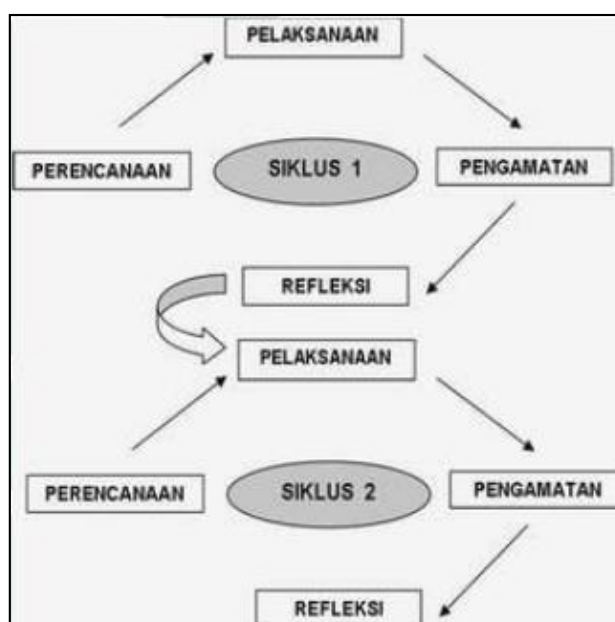 PELAKSANAAN
PERENCANAAN
SIKLUS 1
PENGAMATAN
REFLEKSI
PELAKSANAAN
PERENCANAAN
SIKLUS 2
PENGAMATAN
REFLEKSI